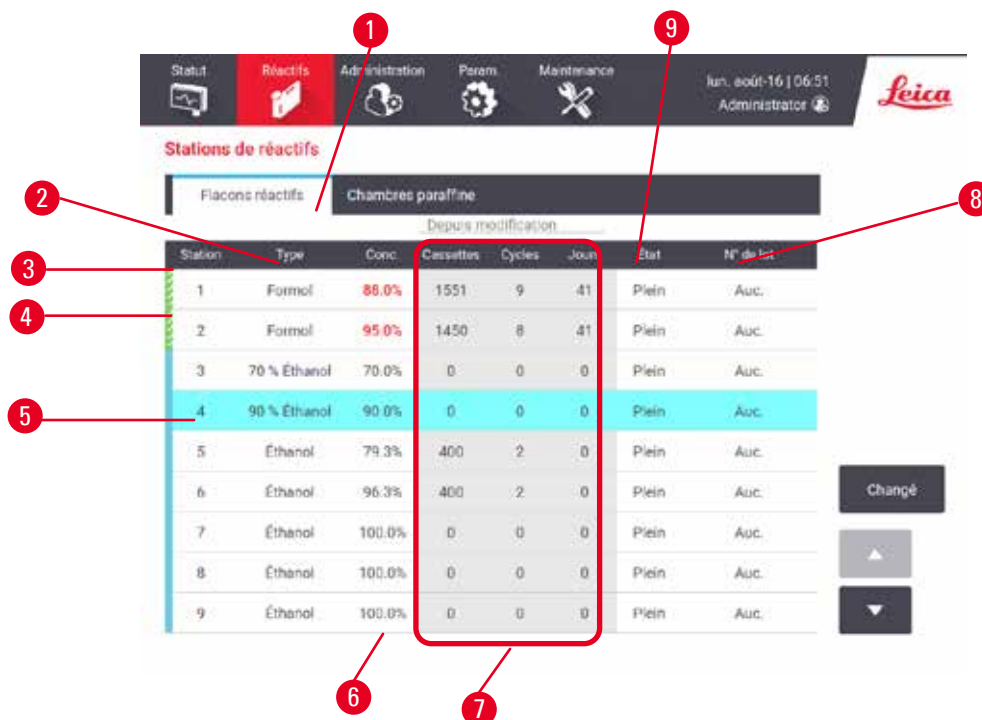 1
9
Statut Réactifs Administration Param. Maintenance lun. août-16 | 06:51
Administrator
Leica
Stations de réactifs
Flacons réactifs Chambres paraffine
2
8
Depuis modification
Station Type Conc. Cassettes Cycles Jours État N° de lot
3
1 Formol 88.0% 1551 9 41 Plein Auc.
4
2 Formol 95.0% 1450 8 41 Plein Auc.
3 70 % Éthanol 70.0% 0 0 0 Plein Auc.
5
4 90 % Éthanol 90.0% 0 0 0 Plein Auc.
5 Éthanol 79.3% 400 2 0 Plein Auc.
6 Éthanol 96.3% 400 2 0 Plein Auc.
Changé
7 Éthanol 100.0% 0 0 0 Plein Auc.
8 Éthanol 100.0% 0 0 0 Plein Auc.
9 Éthanol 100.0% 0 0 0 Plein Auc.
6
7